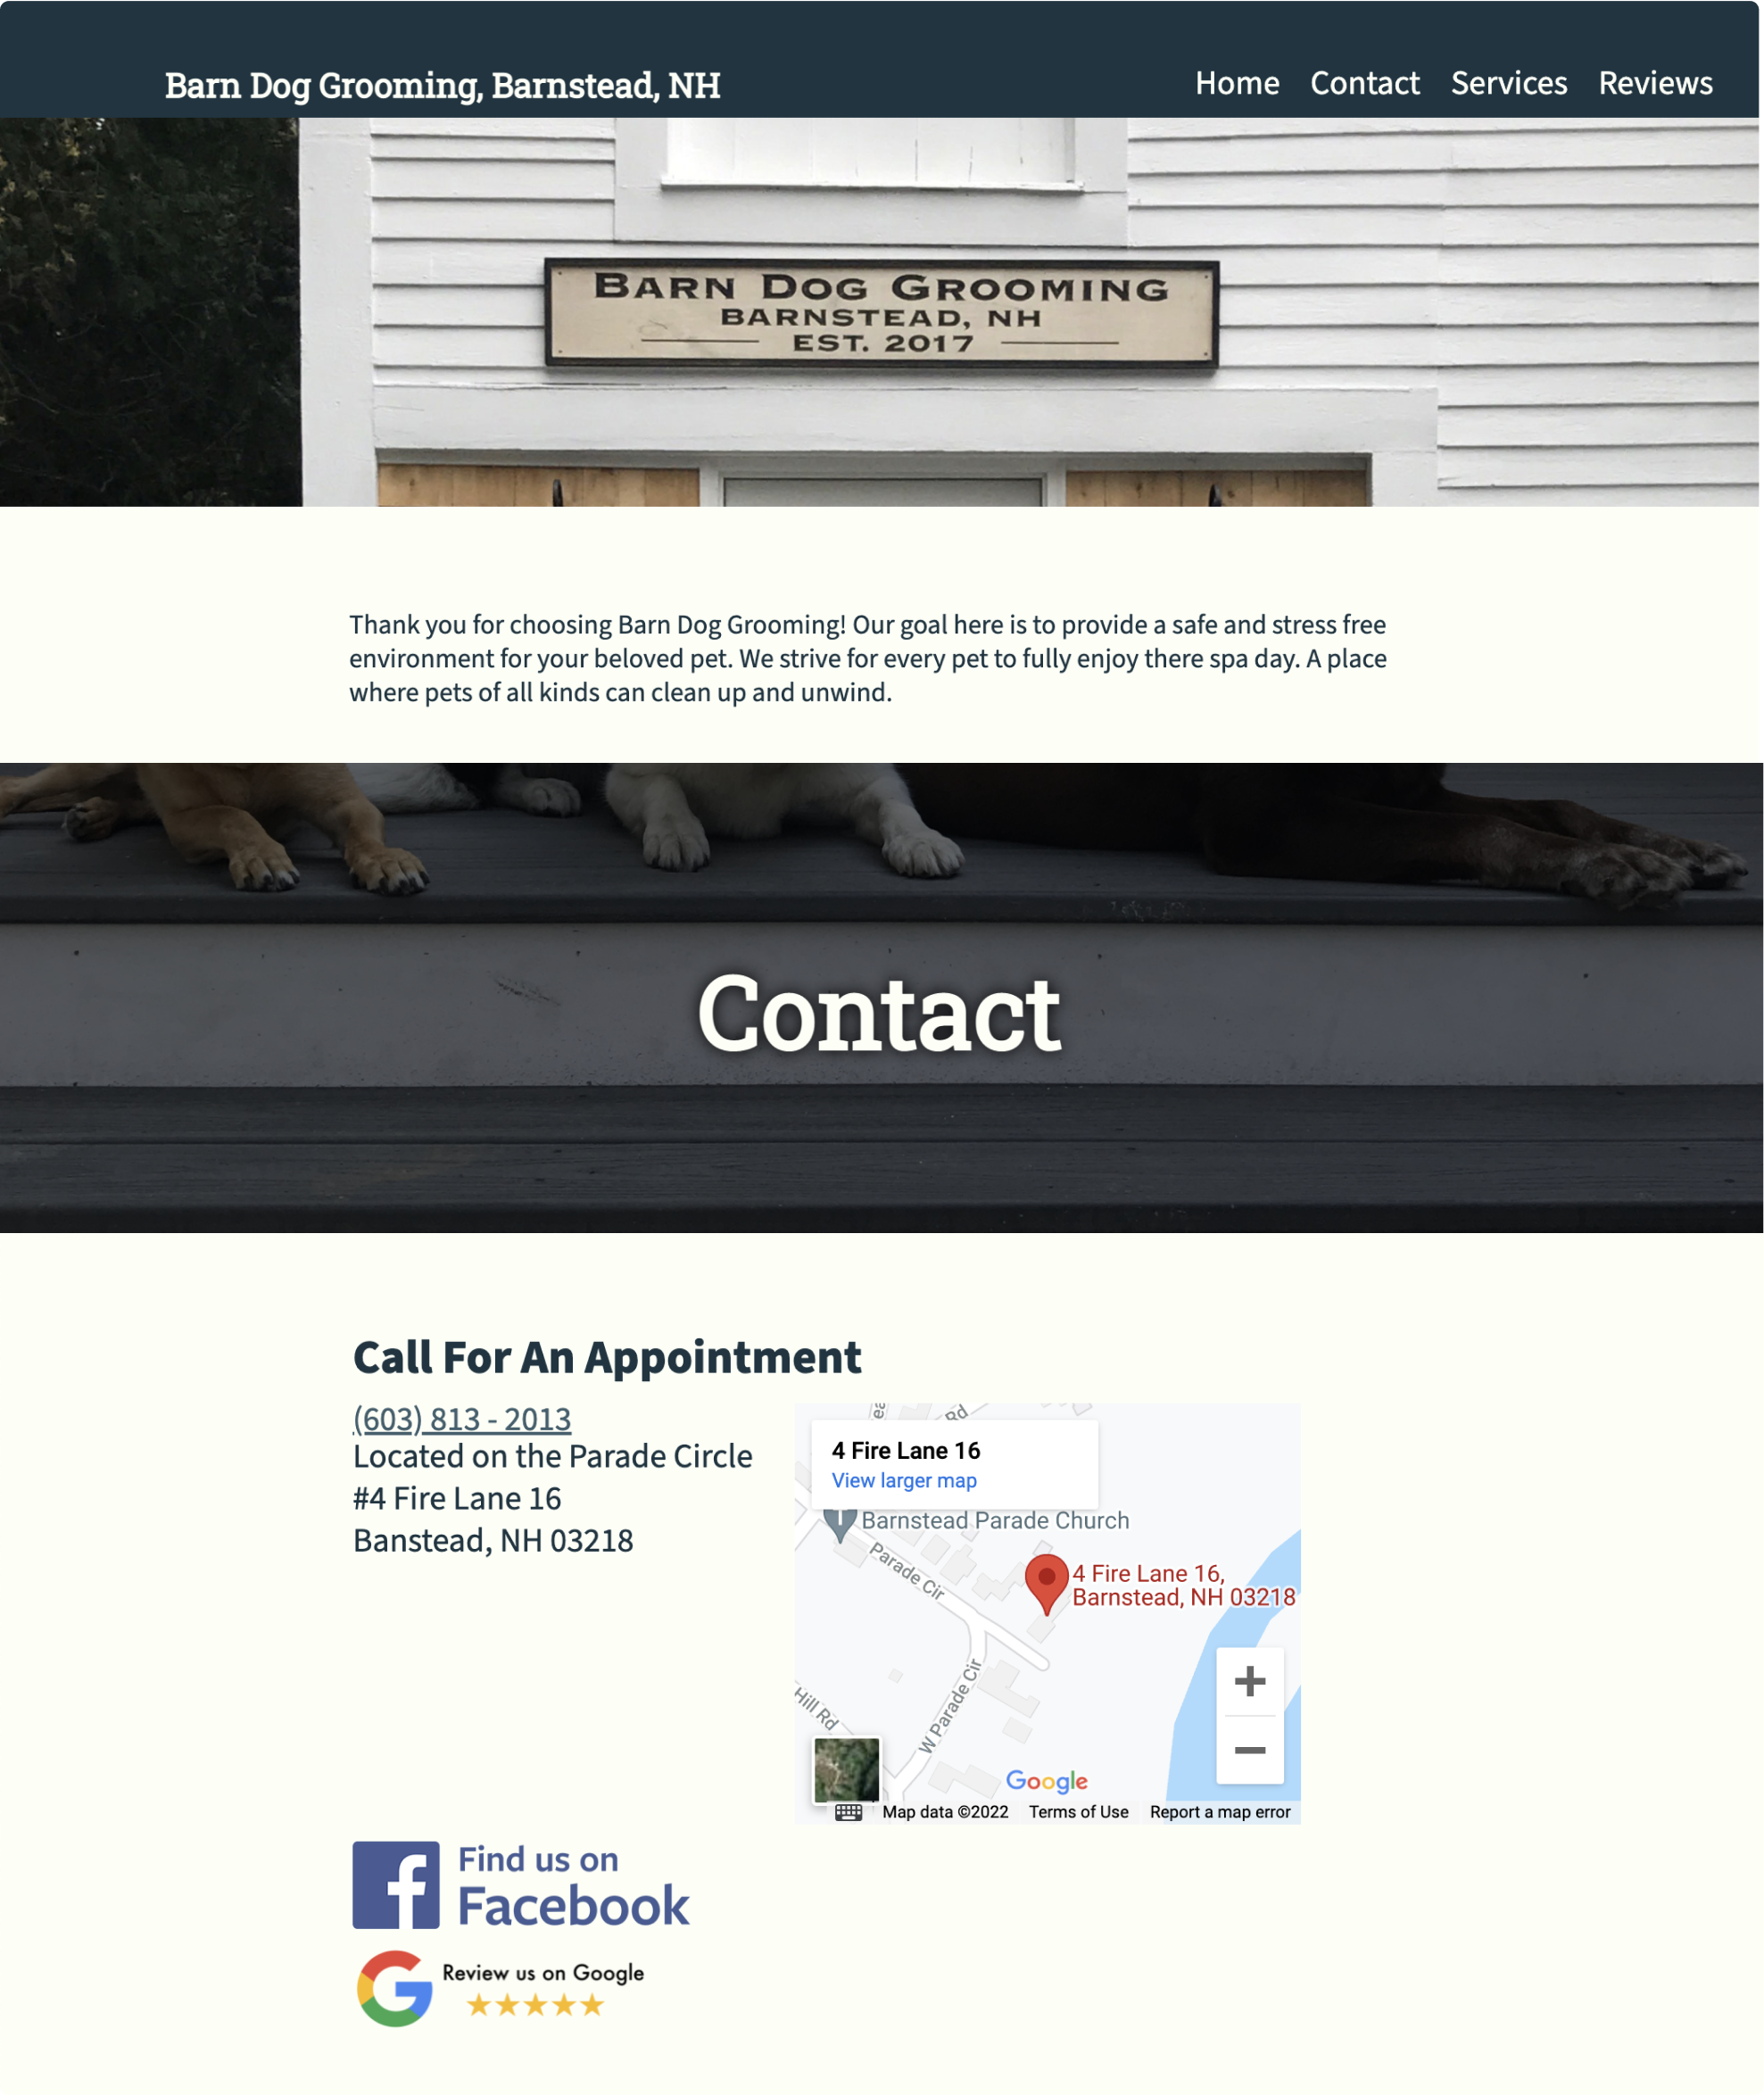 Barn Dog Grooming, Barnstead, NH
Home Contact Services Reviews
BARN DOG GROOMING
BARNSTEAD, NH
EST. 2017
Thank you for choosing Barn Dog Grooming! Our goal here is to provide a safe and stress free
environment for your beloved pet. We strive for every pet to fully enjoy there spa day. A place
where pets of all kinds can clean up and unwind.
Contact
Call For An Appointment
(603) 813 - 2013
Located on the Parade Circle
#4 Fire Lane 16
Banstead, NH 03218
Rd
4 Fire Lane 16
View larger map
Barnstead Parade Church
Parade Cir
4 Fire Lane 16,
Barnstead, NH 03218
W Parade Cir
Hill Rd
Google
Map data ©2022 Terms of Use Report a map error
Find us on
Facebook
Review us on Google